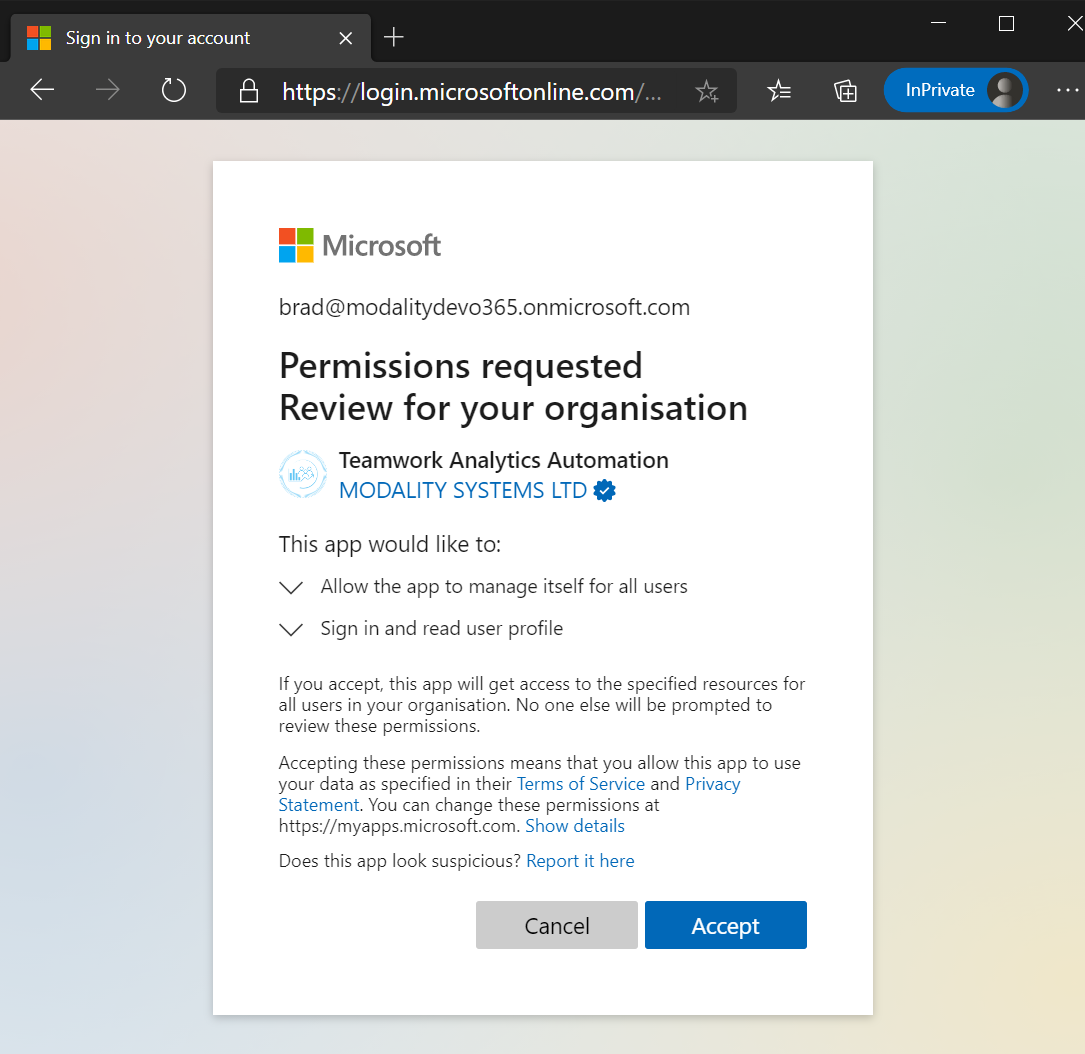 Sign in to your account
https://login.microsoftonline.com/...
InPrivate
Microsoft
brad@modalitydevo365.onmicrosoft.com
Permissions requested
Review for your organisation
Teamwork Analytics Automation
MODALITY SYSTEMS LTD
This app would like to:
Allow the app to manage itself for all users
Sign in and read user profile
If you accept, this app will get access to the specified resources for
all users in your organisation. No one else will be prompted to
review these permissions.
Accepting these permissions means that you allow this app to use
your data as specified in their Terms of Service and Privacy
Statement. You can change these permissions at
https://myapps.microsoft.com. Show details
Does this app look suspicious? Report it here
Cancel Accept